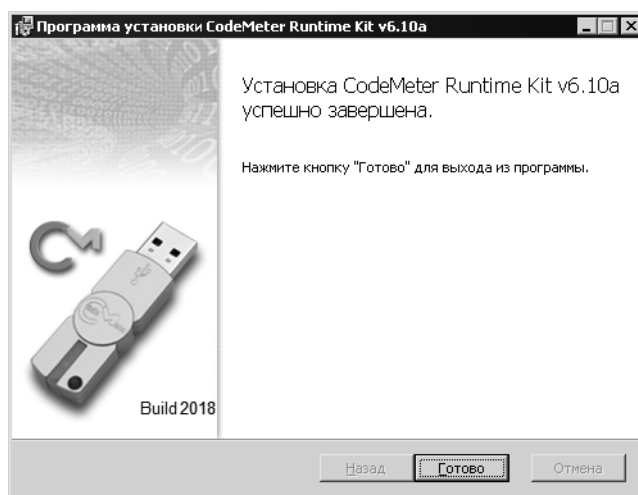 Программа установки CodeMeter Runtime Kit v6.10a
Установка CodeMeter Runtime Kit v6.10a
успешно завершена.
Нажмите кнопку "Готово" для выхода из программы.
Build 2018
Назад
Готово
Отмена